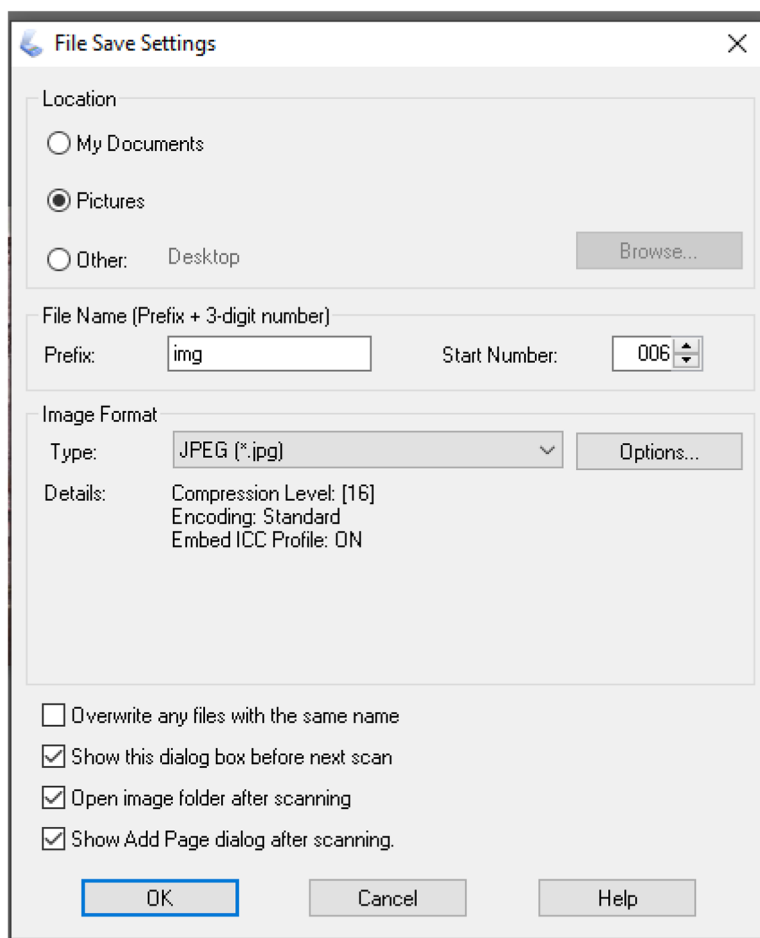 File Save Settings
Location
My Documents
Pictures
Other: Desktop Browse...
File Name (Prefix + 3-digit number)
Prefix: img Start Number: 006
Image Format
Type: JPEG (*.jpg) Options...
Details: Compression Level: [16]
Encoding: Standard
Embed ICC Profile: ON
Overwrite any files with the same name
Show this dialog box before next scan
Open image folder after scanning
Show Add Page dialog after scanning.
OK Cancel Help